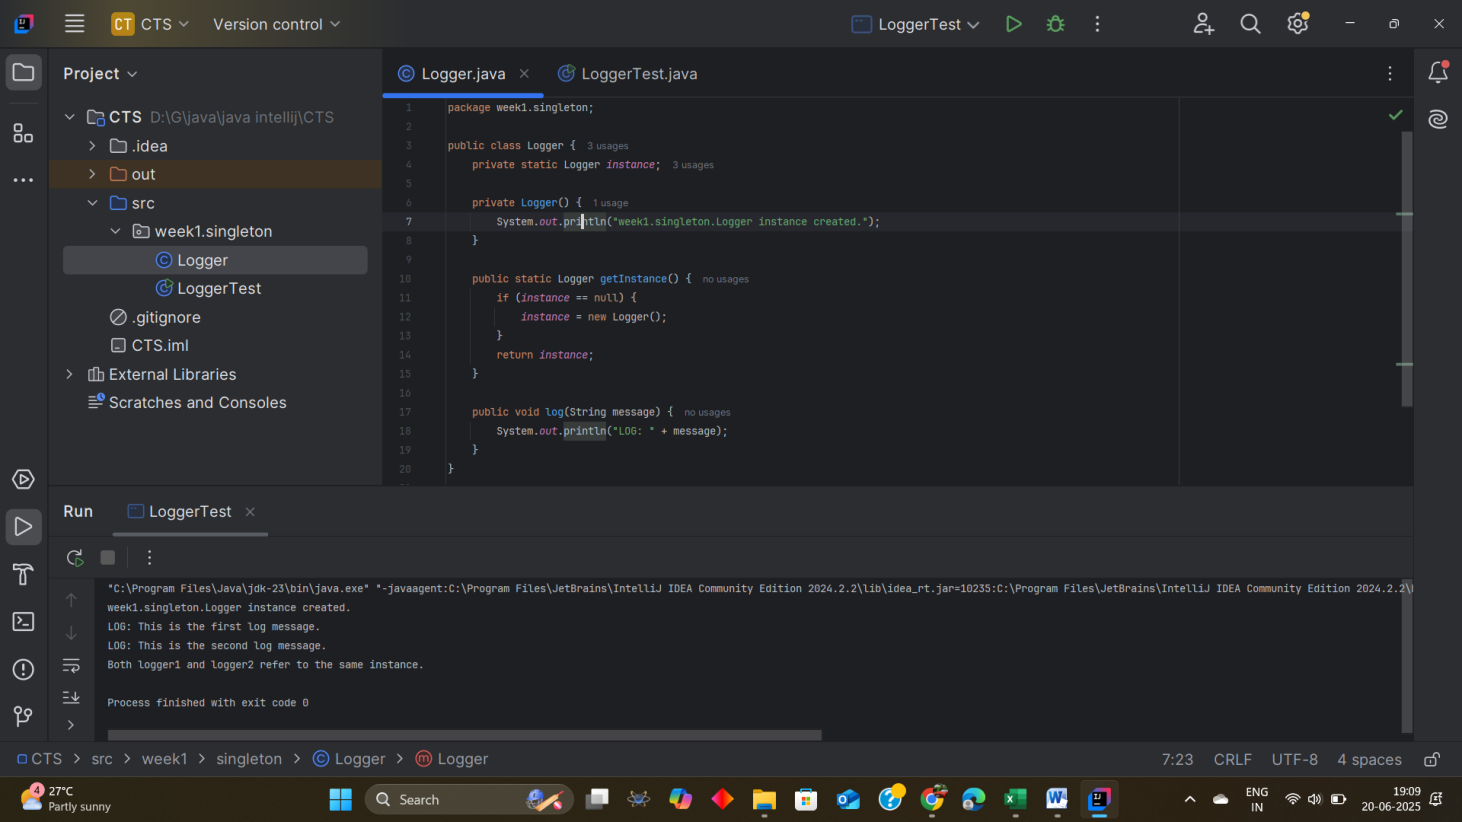 CT CTS Version control LoggerTest
Project Logger.java LoggerTest.java
CTS D:\G\java\java intellij\CTS
.idea
out
src
week1.singleton
Logger
LoggerTest
.gitignore
CTS.iml
External Libraries
Scratches and Consoles
1 package week1.singleton;
2
3 public class Logger { 3 usages
4 private static Logger instance; 3 usages
5
6 private Logger() { 1 usage
7 System.out.println("week1.singleton.Logger instance created.");
8 }
9
10 public static Logger getInstance() { no usages
11 if (instance == null) {
12 instance = new Logger();
13 }
14 return instance;
15 }
16
17 public void log(String message) { no usages
18 System.out.println("LOG: " + message);
19 }
20 }
Run LoggerTest
"C:\Program Files\Java\jdk-23\bin\java.exe" "-javaagent:C:\Program Files\JetBrains\IntelliJ IDEA Community Edition 2024.2.2\lib\idea_rt.jar=10235:C:\Program Files\JetBrains\IntelliJ IDEA Community Edition 2024.2.2\
week1.singleton.Logger instance created.
LOG: This is the first log message.
LOG: This is the second log message.
Both logger1 and logger2 refer to the same instance.
Process finished with exit code 0
CTS > src > week1 > singleton > Logger > Logger 7:23 CRLF UTF-8 4 spaces
4 27°C
Partly sunny
Search
ENG
IN
19:09
20-06-2025